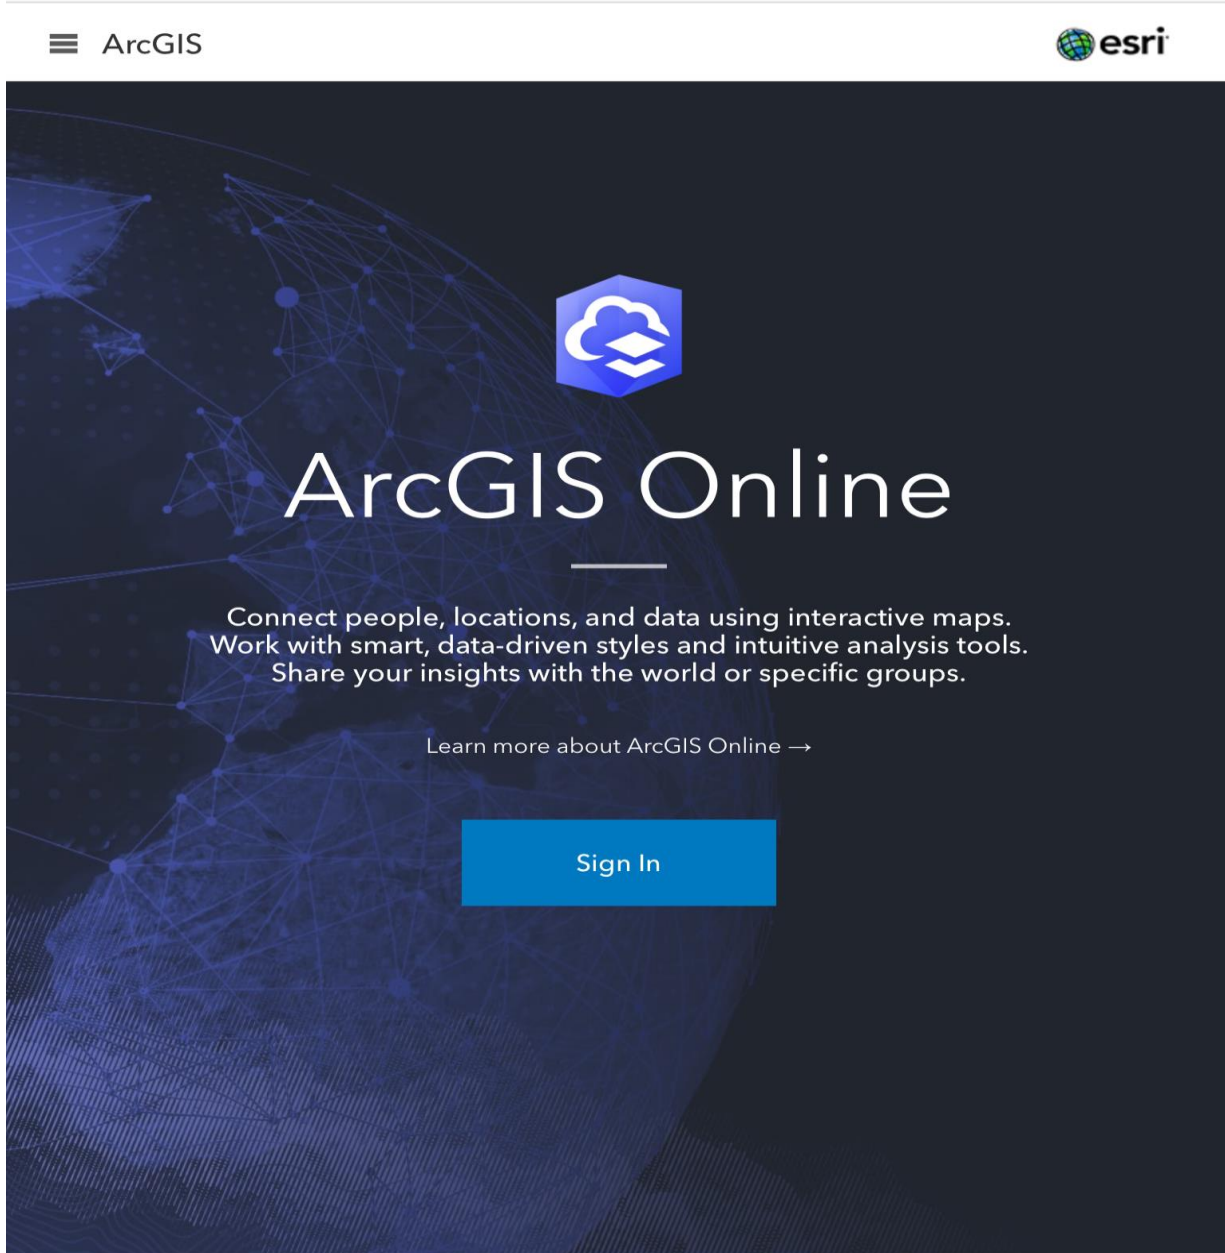 ArcGIS
esri
ArcGIS Online
Connect people, locations, and data using interactive maps.
Work with smart, data-driven styles and intuitive analysis tools.
Share your insights with the world or specific groups.
Learn more about ArcGIS Online →
Sign In